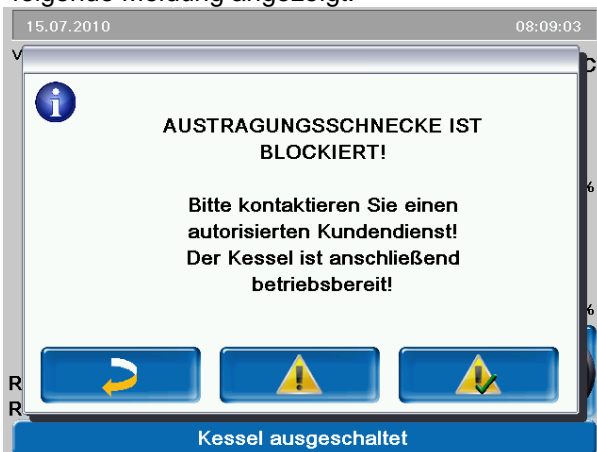 folgende Meldung angezeigt:
15.07.2010 08:09:03
AUSTRAGUNGSSCHNECKE IST
BLOCKIERT!
Bitte kontaktieren Sie einen
autorisierten Kundendienst!
Der Kessel ist anschließend
betriebsbereit!
Kessel ausgeschaltet